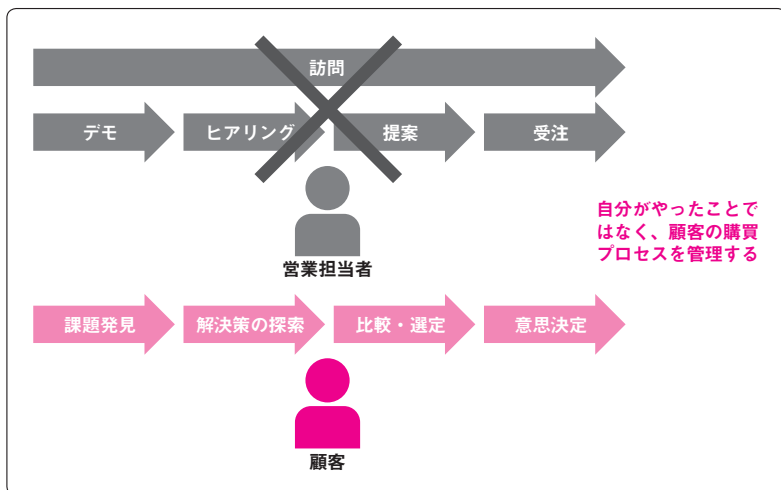 訪問
デモ
ヒアリング
提案
受注
営業担当者
自分がやったことで
はなく、顧客の購買
プロセスを管理する
課題発見
解決策の探索
比較・選定
意思決定
顧客